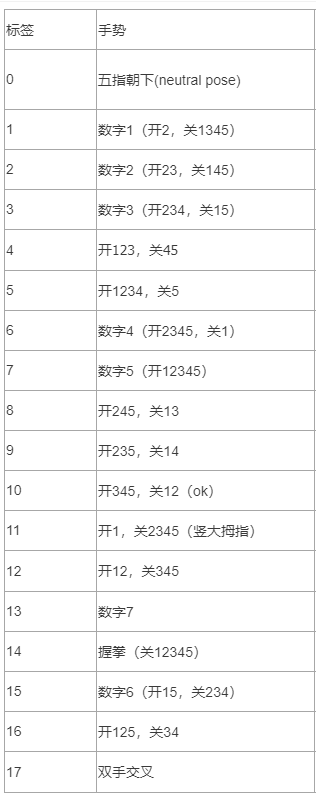 标签 手势
0 五指朝下(neutral pose)
1 数字1（开2，关1345）
2 数字2（开23，关145）
3 数字3（开234，关15）
4 开123，关45
5 开1234，关5
6 数字4（开2345，关1）
7 数字5（开12345）
8 开245，关13
9 开235，关14
10 开345，关12（ok）
11 开1，关2345（竖大拇指）
12 开12，关345
13 数字7
14 握拳（关12345）
15 数字6（开15，关234）
16 开125，关34
17 双手交叉